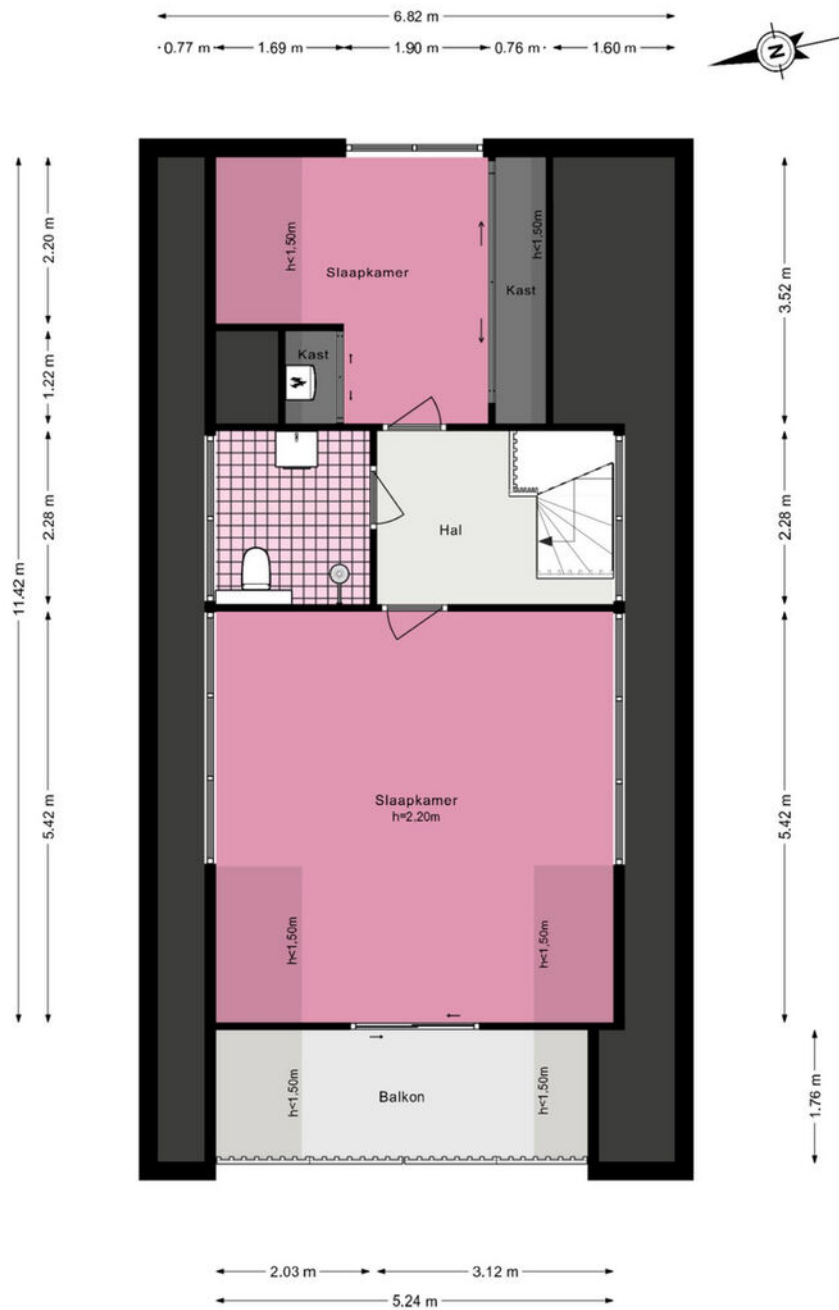 6.82 m
0.77 m
1.69 m
1.90 m
0.76 m
1.60 m
N
2.20 m
1.22 m
2.28 m
11.42 m
5.42 m
3.52 m
2.28 m
5.42 m
1.76 m
h<1,50m
h<1,50m
Slaapkamer
Kast
Kast
Hal
Slaapkamer
h=2,20m
h<1,50m
h<1,50m
h<1,50m
h<1,50m
Balkon
2.03 m
3.12 m
5.24 m